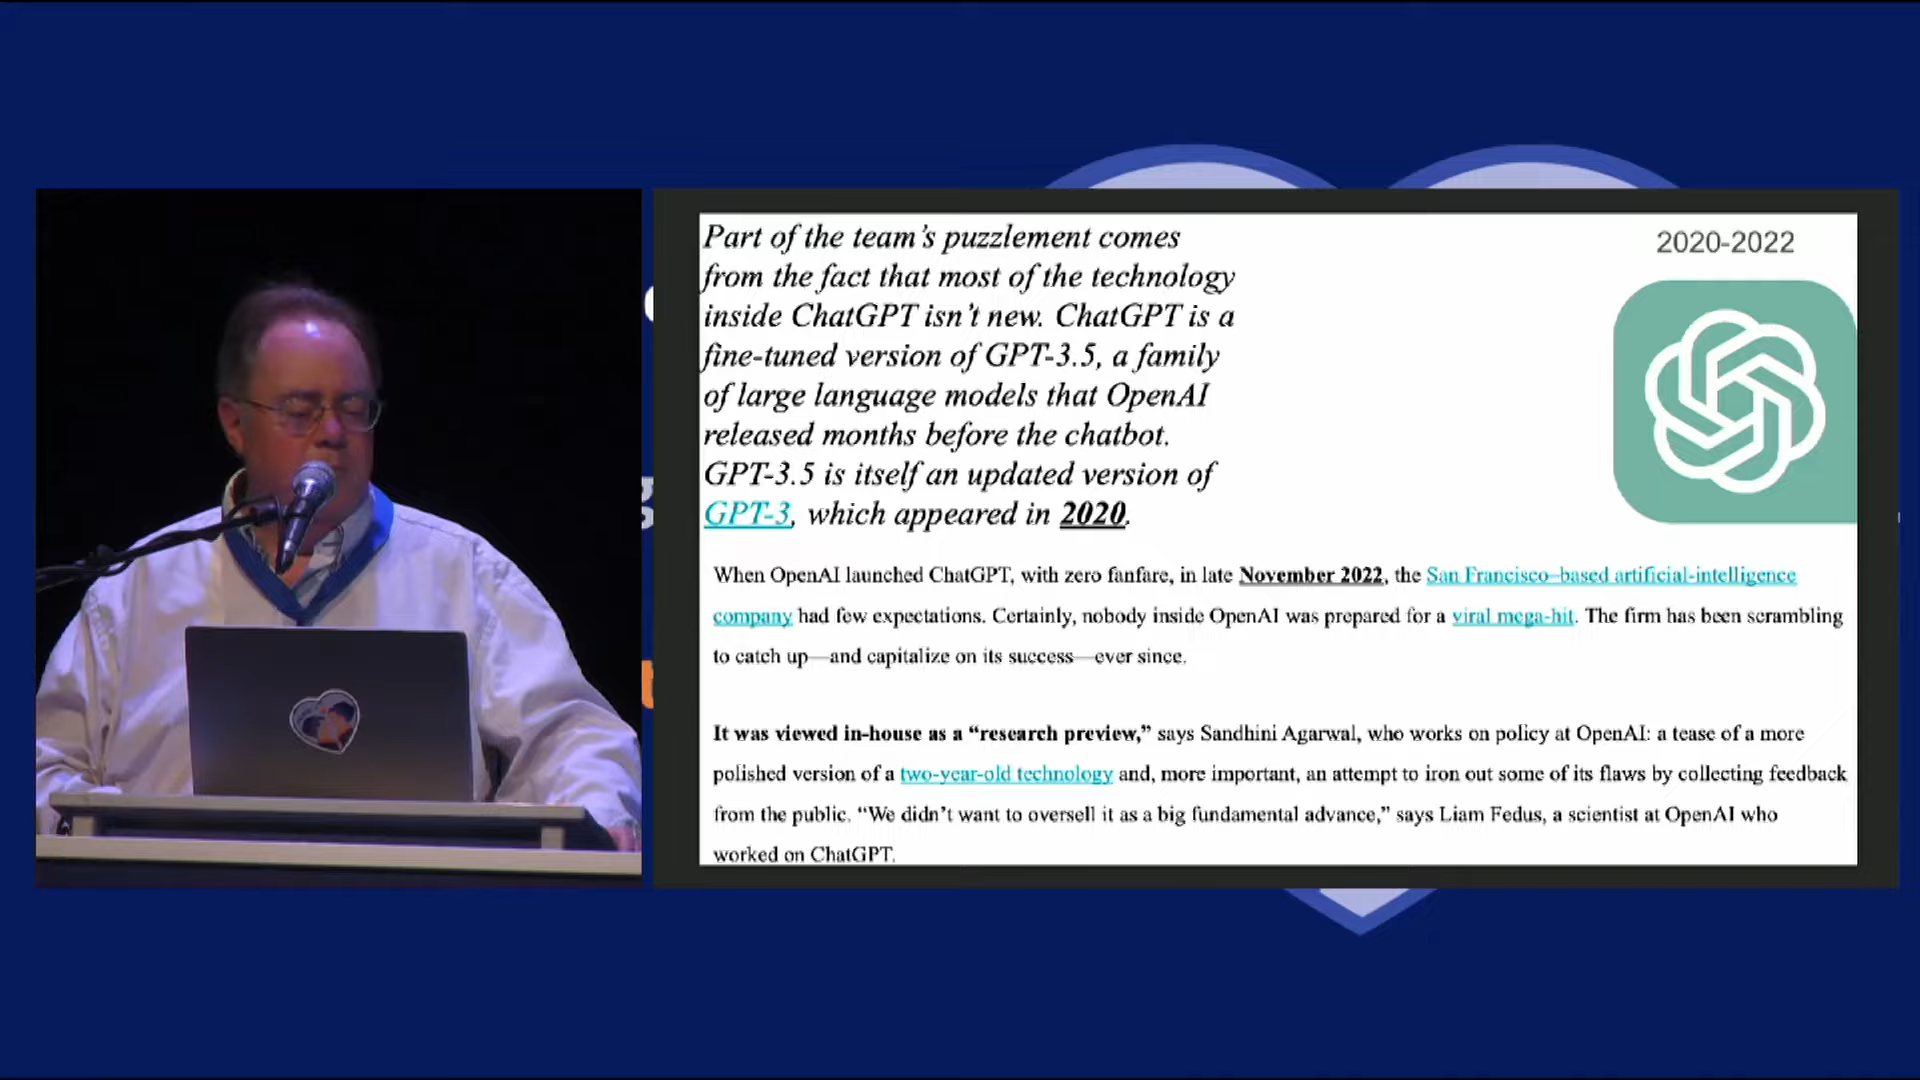 Part of the team's puzzlement comes
from the fact that most of the technology
inside ChatGPT isn't new. ChatGPT is a
fine-tuned version of GPT-3.5, a family
of large language models that OpenAI
released months before the chatbot.
GPT-3.5 is itself an updated version of
GPT-3, which appeared in 2020.
2020-2022
When OpenAI launched ChatGPT, with zero fanfare, in late November 2022, the San Francisco–based artificial-intelligence
company had few expectations. Certainly, nobody inside OpenAI was prepared for a viral mega-hit. The firm has been scrambling
to catch up—and capitalize on its success—ever since.
It was viewed in-house as a “research preview,” says Sandhini Agarwal, who works on policy at OpenAI: a tease of a more
polished version of a two-year-old technology and, more important, an attempt to iron out some of its flaws by collecting feedback
from the public. “We didn't want to oversell it as a big fundamental advance,” says Liam Fedus, a scientist at OpenAI who
worked on ChatGPT.